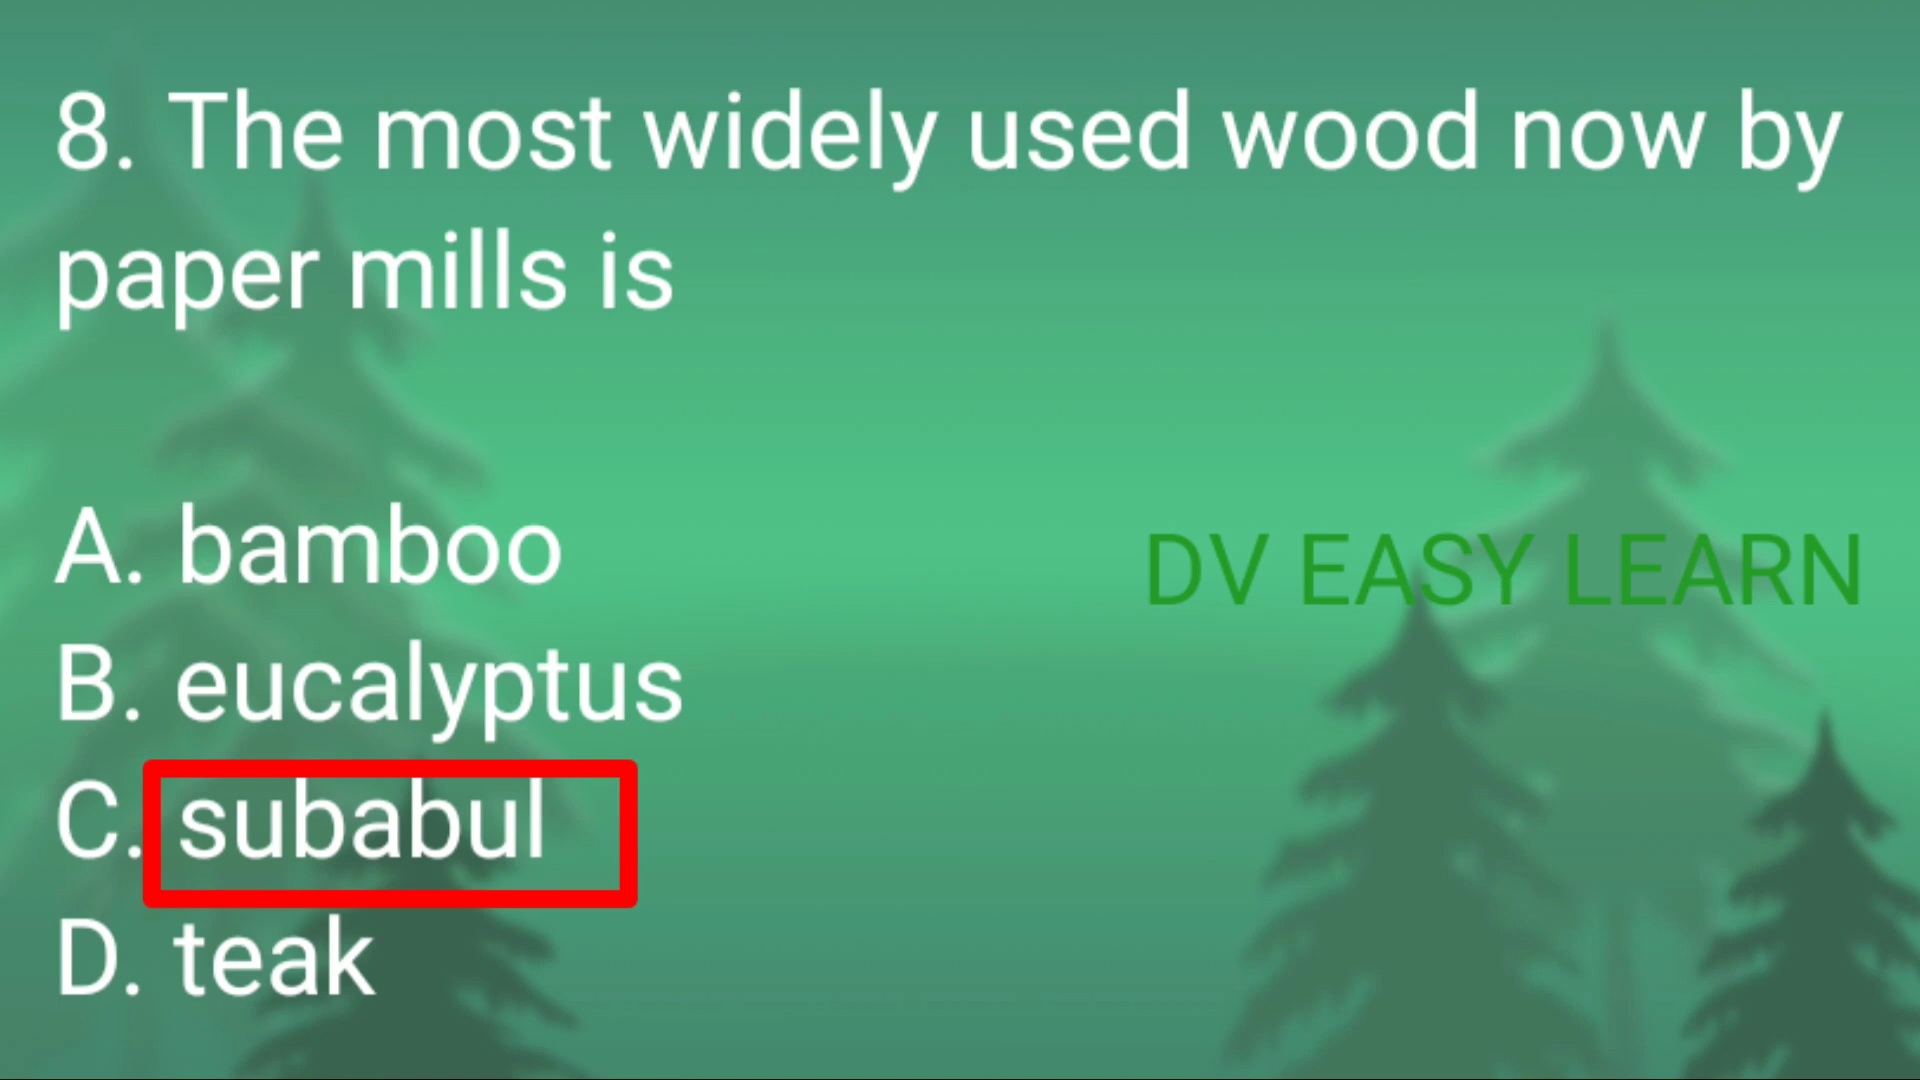 8. The most widely used wood now by
paper mills is
A. bamboo
DV EASY LEARN
B. eucalyptus
C. subabul
D. teak